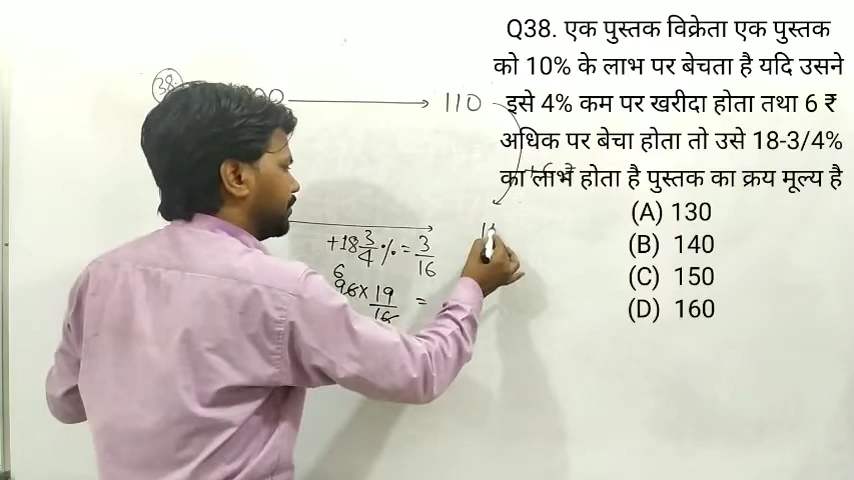 Q38. एक पुस्तक विक्रेता एक पुस्तक
को 10% के लाभ पर बेचता है यदि उसने
इसे 4% कम पर खरीदा होता तथा 6 ₹
अधिक पर बेचा होता तो उसे 18-3/4%
का लाभ होता है पुस्तक का क्रय मूल्य है
(A) 130
(B) 140
(C) 150
(D) 160
38.
110
+18 3/4 % = 3/16
6
96 × 19/16 =